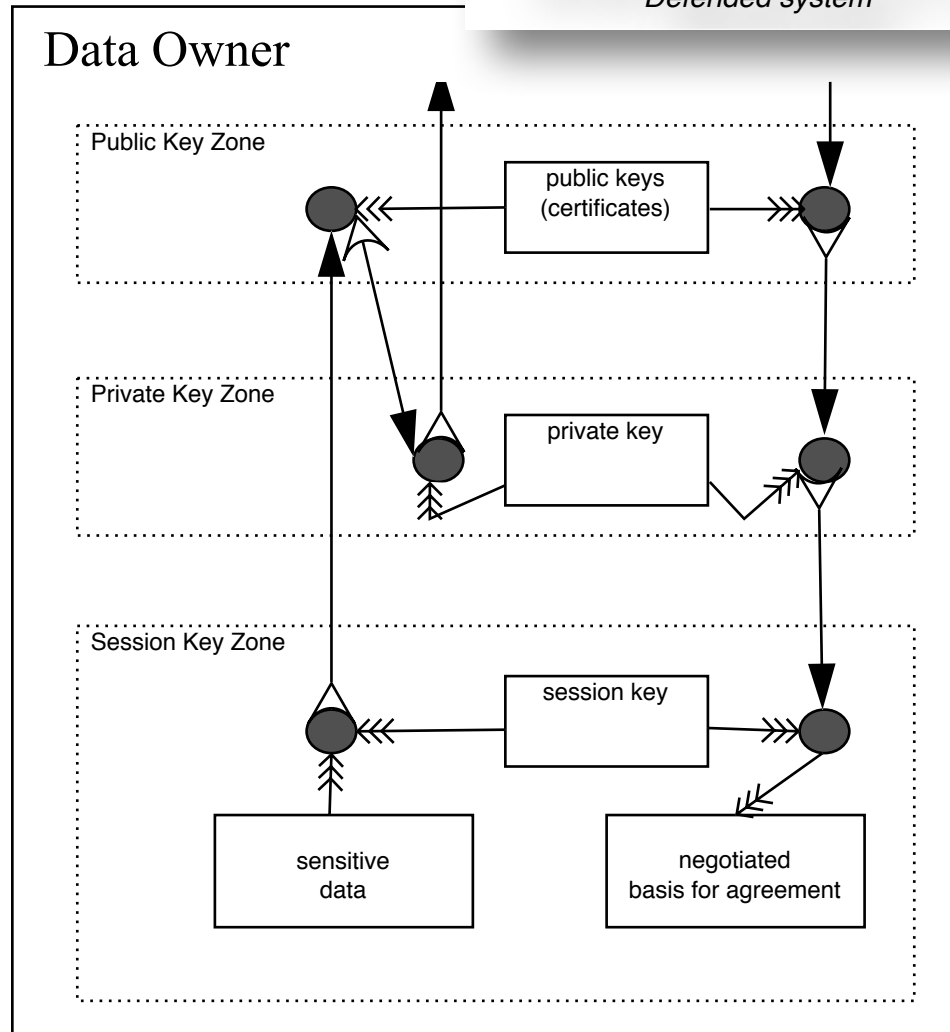 Defended system
Data Owner
Public Key Zone
public keys
(certificates)
Private Key Zone
private key
Session Key Zone
session key
sensitive
data
negotiated
basis for agreement